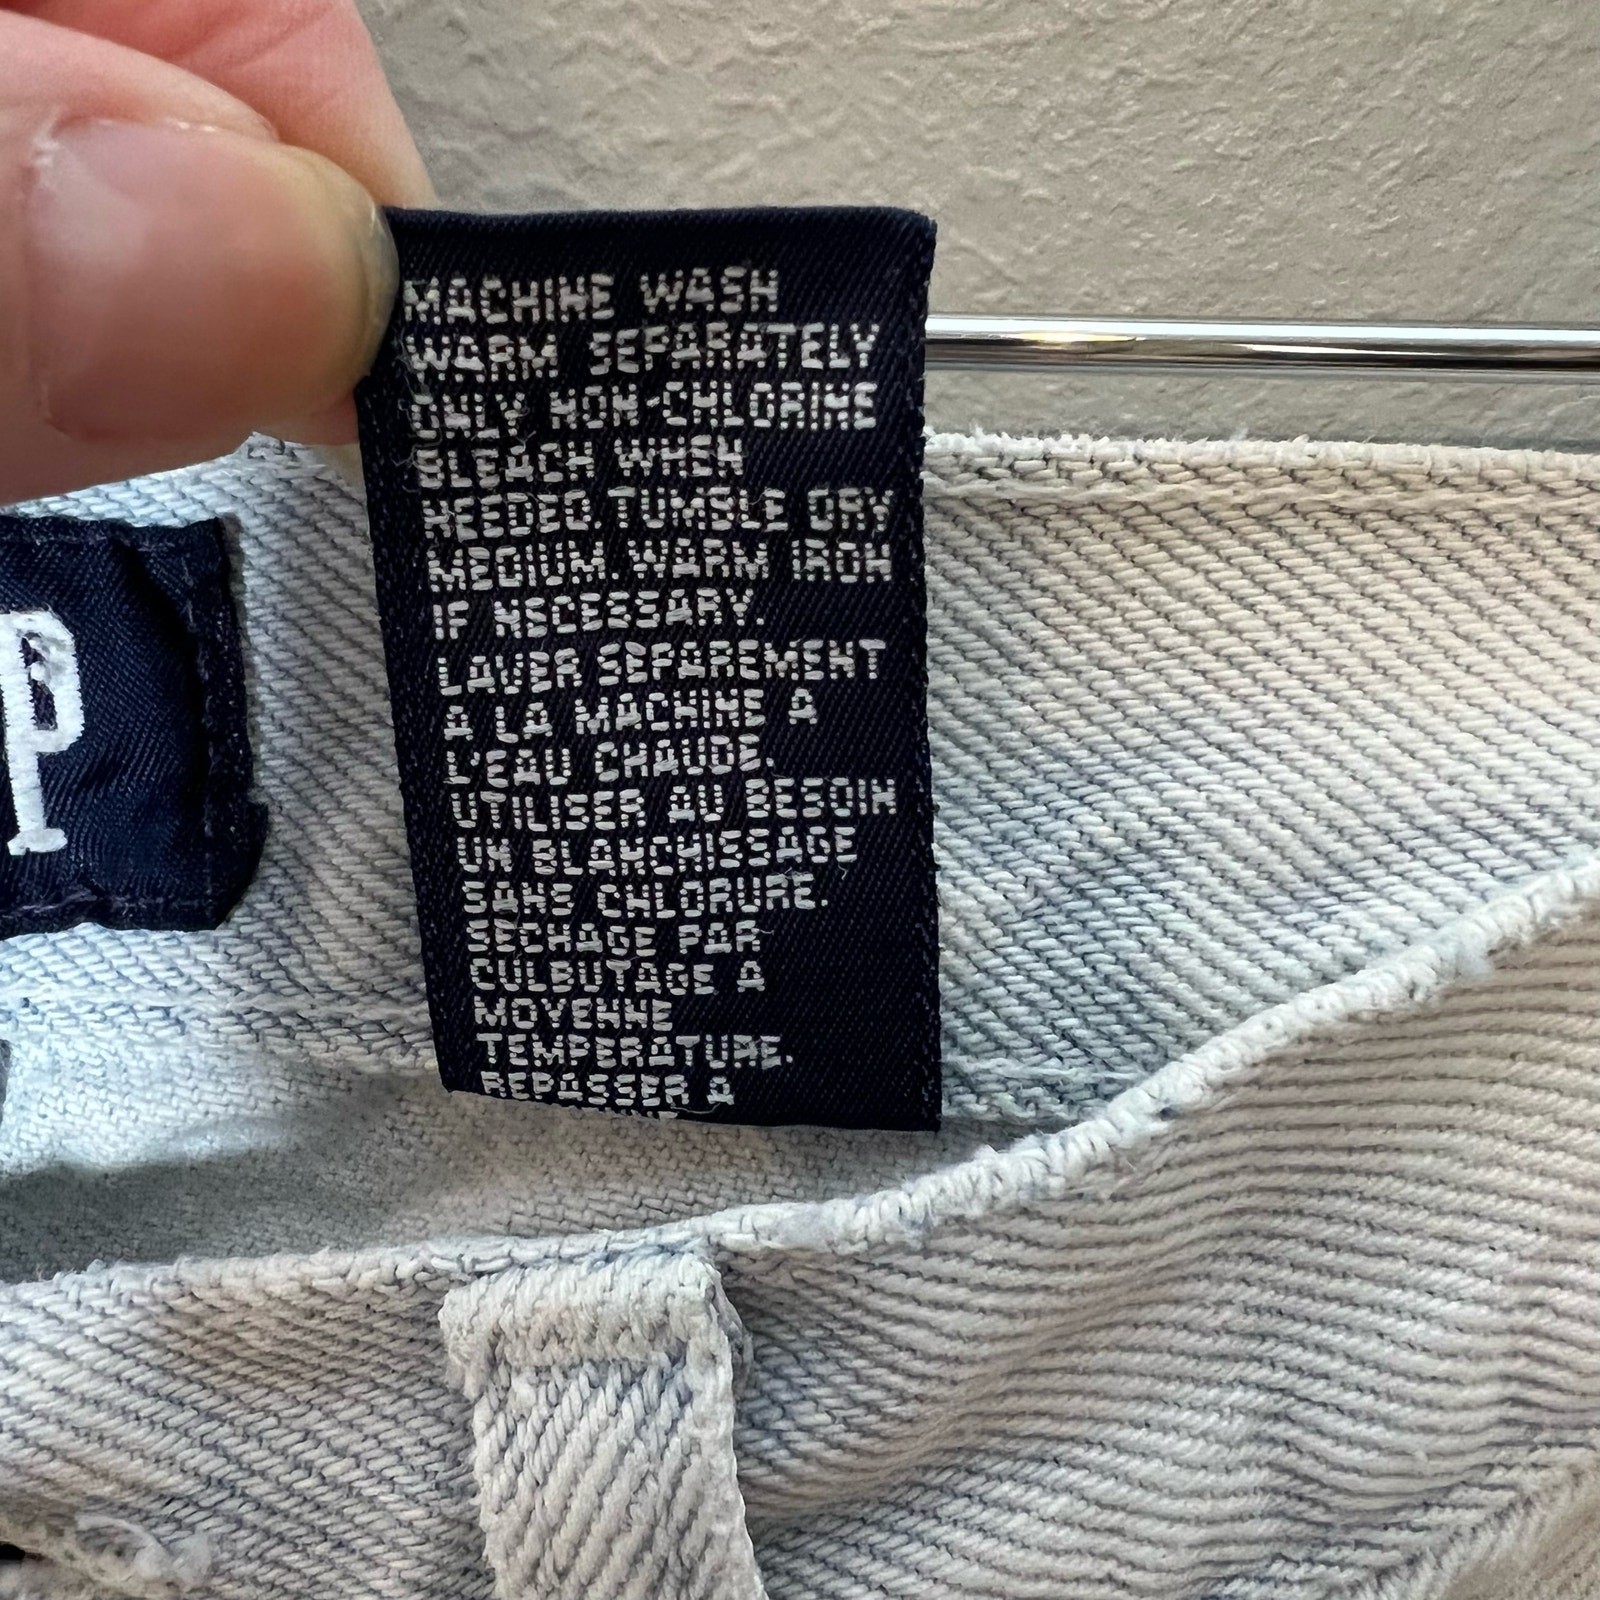 MACHINE WASH
WARM SEPARATELY
ONLY NON-CHLORINE
BLEACH WHEN
NEEDED. TUMBLE DRY
MEDIUM. WARM IRON
IF NECESSARY.
LAVER SEPAREMENT
A LA MACHINE A
L'EAU CHAUDE.
UTILISER AU BESOIN
UN BLANCHISSAGE
SANS CHLORURE.
SECHAGE PAR
CULBUTAGE A
MOYENNE
TEMPERATURE.
REPASSER A
P